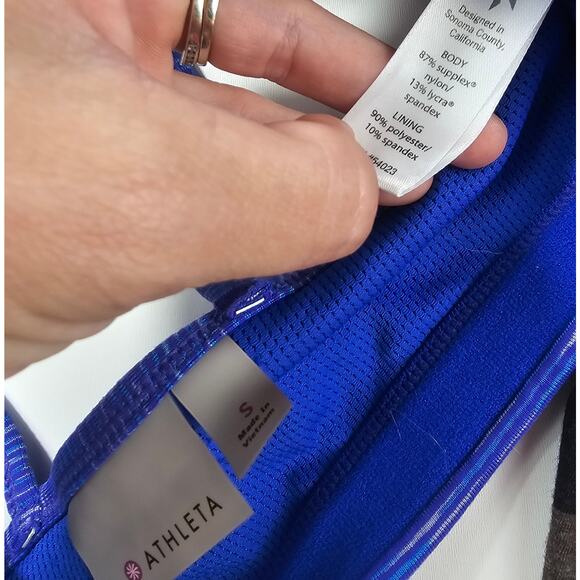 Designed in
Sonoma County,
California
BODY
87% supplex®
nylon/
13% lycra®
spandex
LINING
90% polyester/
10% spandex
#54023
S
Made in
Vietnam
ATHLETA